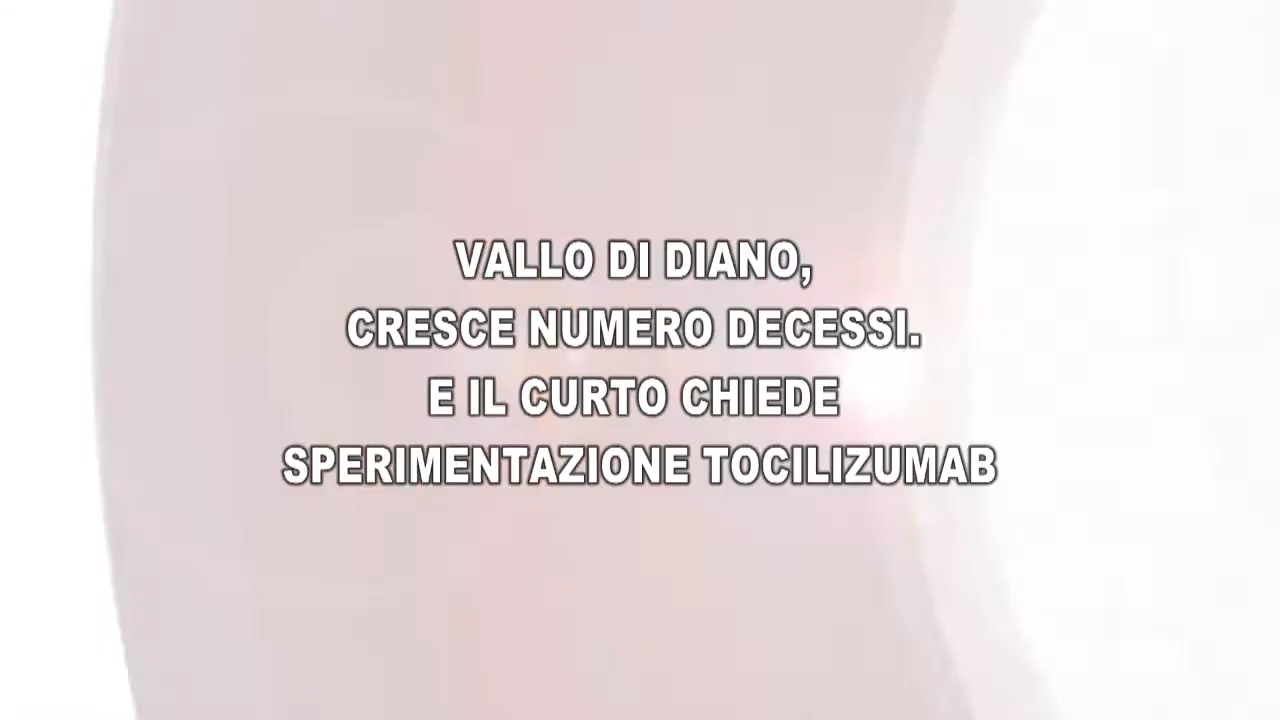 VALLO DI DIANO,
CRESCE NUMERO DECESSI.
E IL CURTO CHIEDE
SPERIMENTAZIONE TOCILIZUMAB